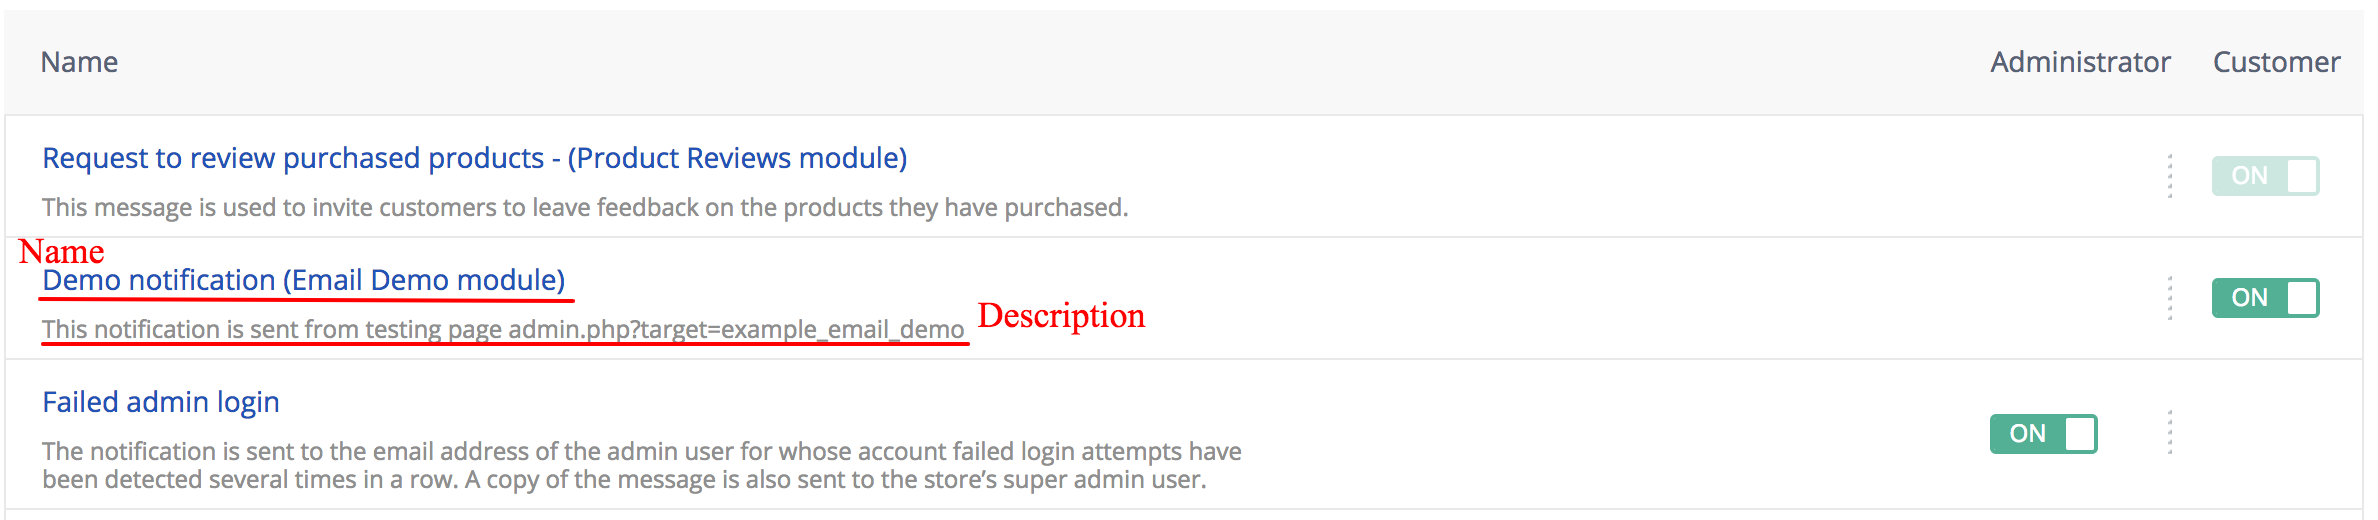 Name Administrator Customer
Request to review purchased products - (Product Reviews module)
ON
This message is used to invite customers to leave feedback on the products they have purchased.
Name
Demo notification (Email Demo module)
ON
Description
This notification is sent from testing page admin.php?target=example_email_demo
Failed admin login
ON
The notification is sent to the email address of the admin user for whose account failed login attempts have
been detected several times in a row. A copy of the message is also sent to the store’s super admin user.